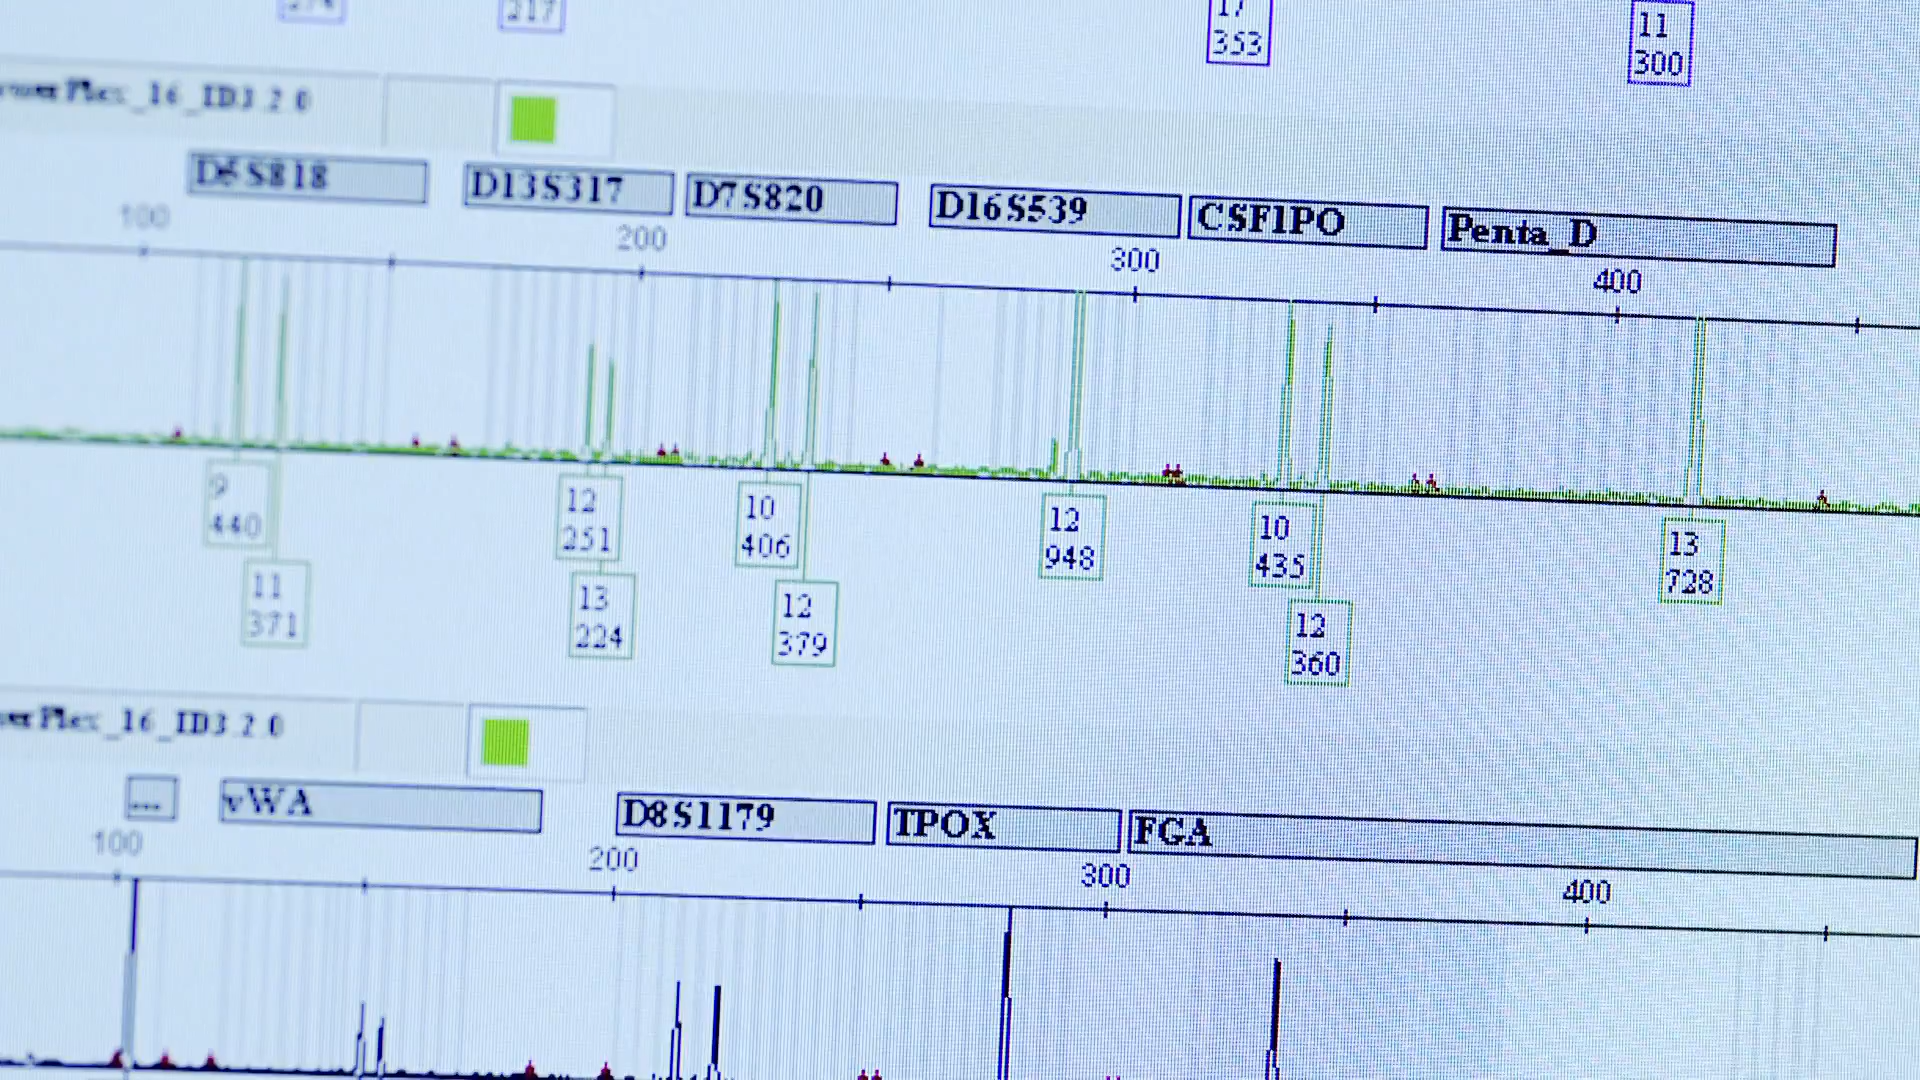 217
17
353
11
300
Plex_16_ID3.2.0
D5S818
D13S317
D7S820
D16S539
CSF1PO
Penta_D
100
200
300
400
9
440
11
371
12
251
13
224
10
406
12
379
12
948
10
435
12
360
13
728
erPlex_16_ID3.2.0
...
vWA
D8S1179
TPOX
FGA
100
200
300
400